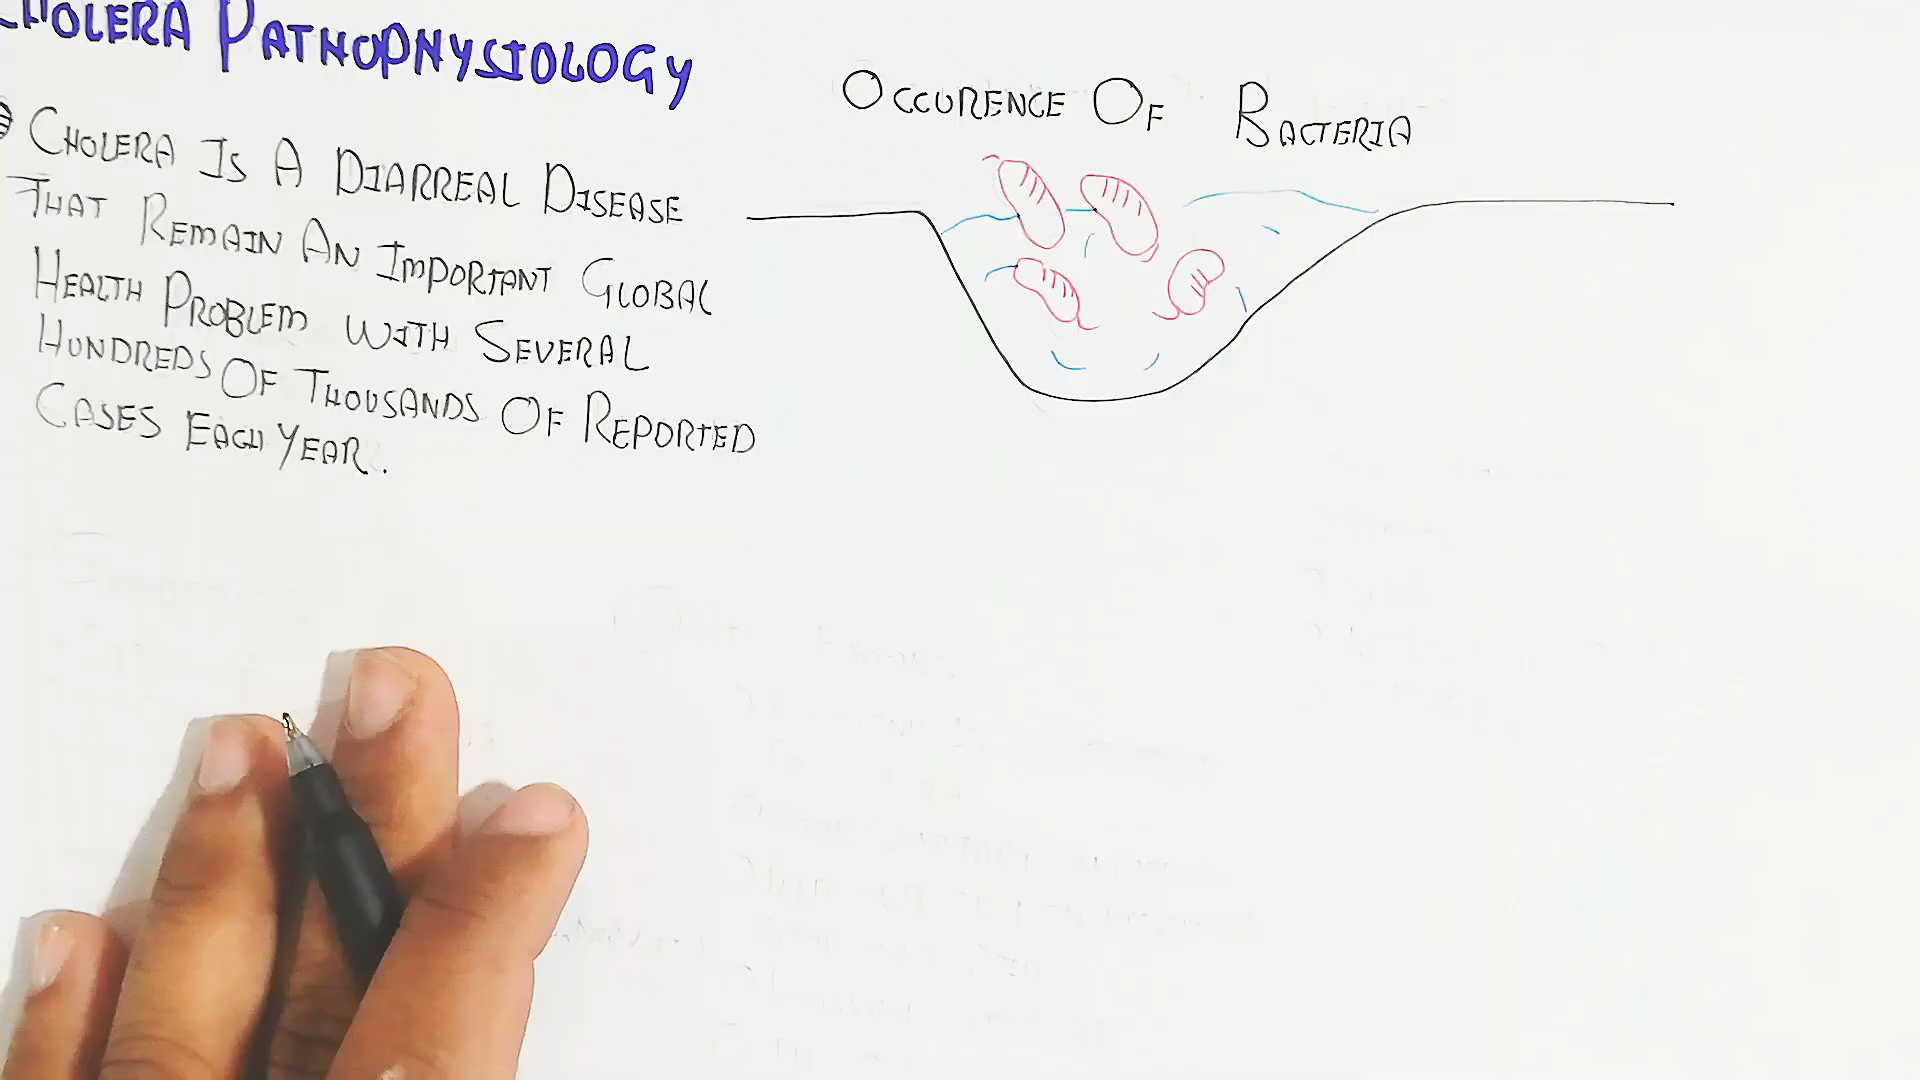 CHOLERA PATHOPHYSIOLOGY
CHOLERA IS A DIARREAL DISEASE
THAT REMAIN AN IMPORTANT GLOBAL
HEALTH PROBLEM WITH SEVERAL
HUNDREDS OF THOUSANDS OF REPORTED
CASES EACH YEAR.
OCCURENCE OF BACTERIA